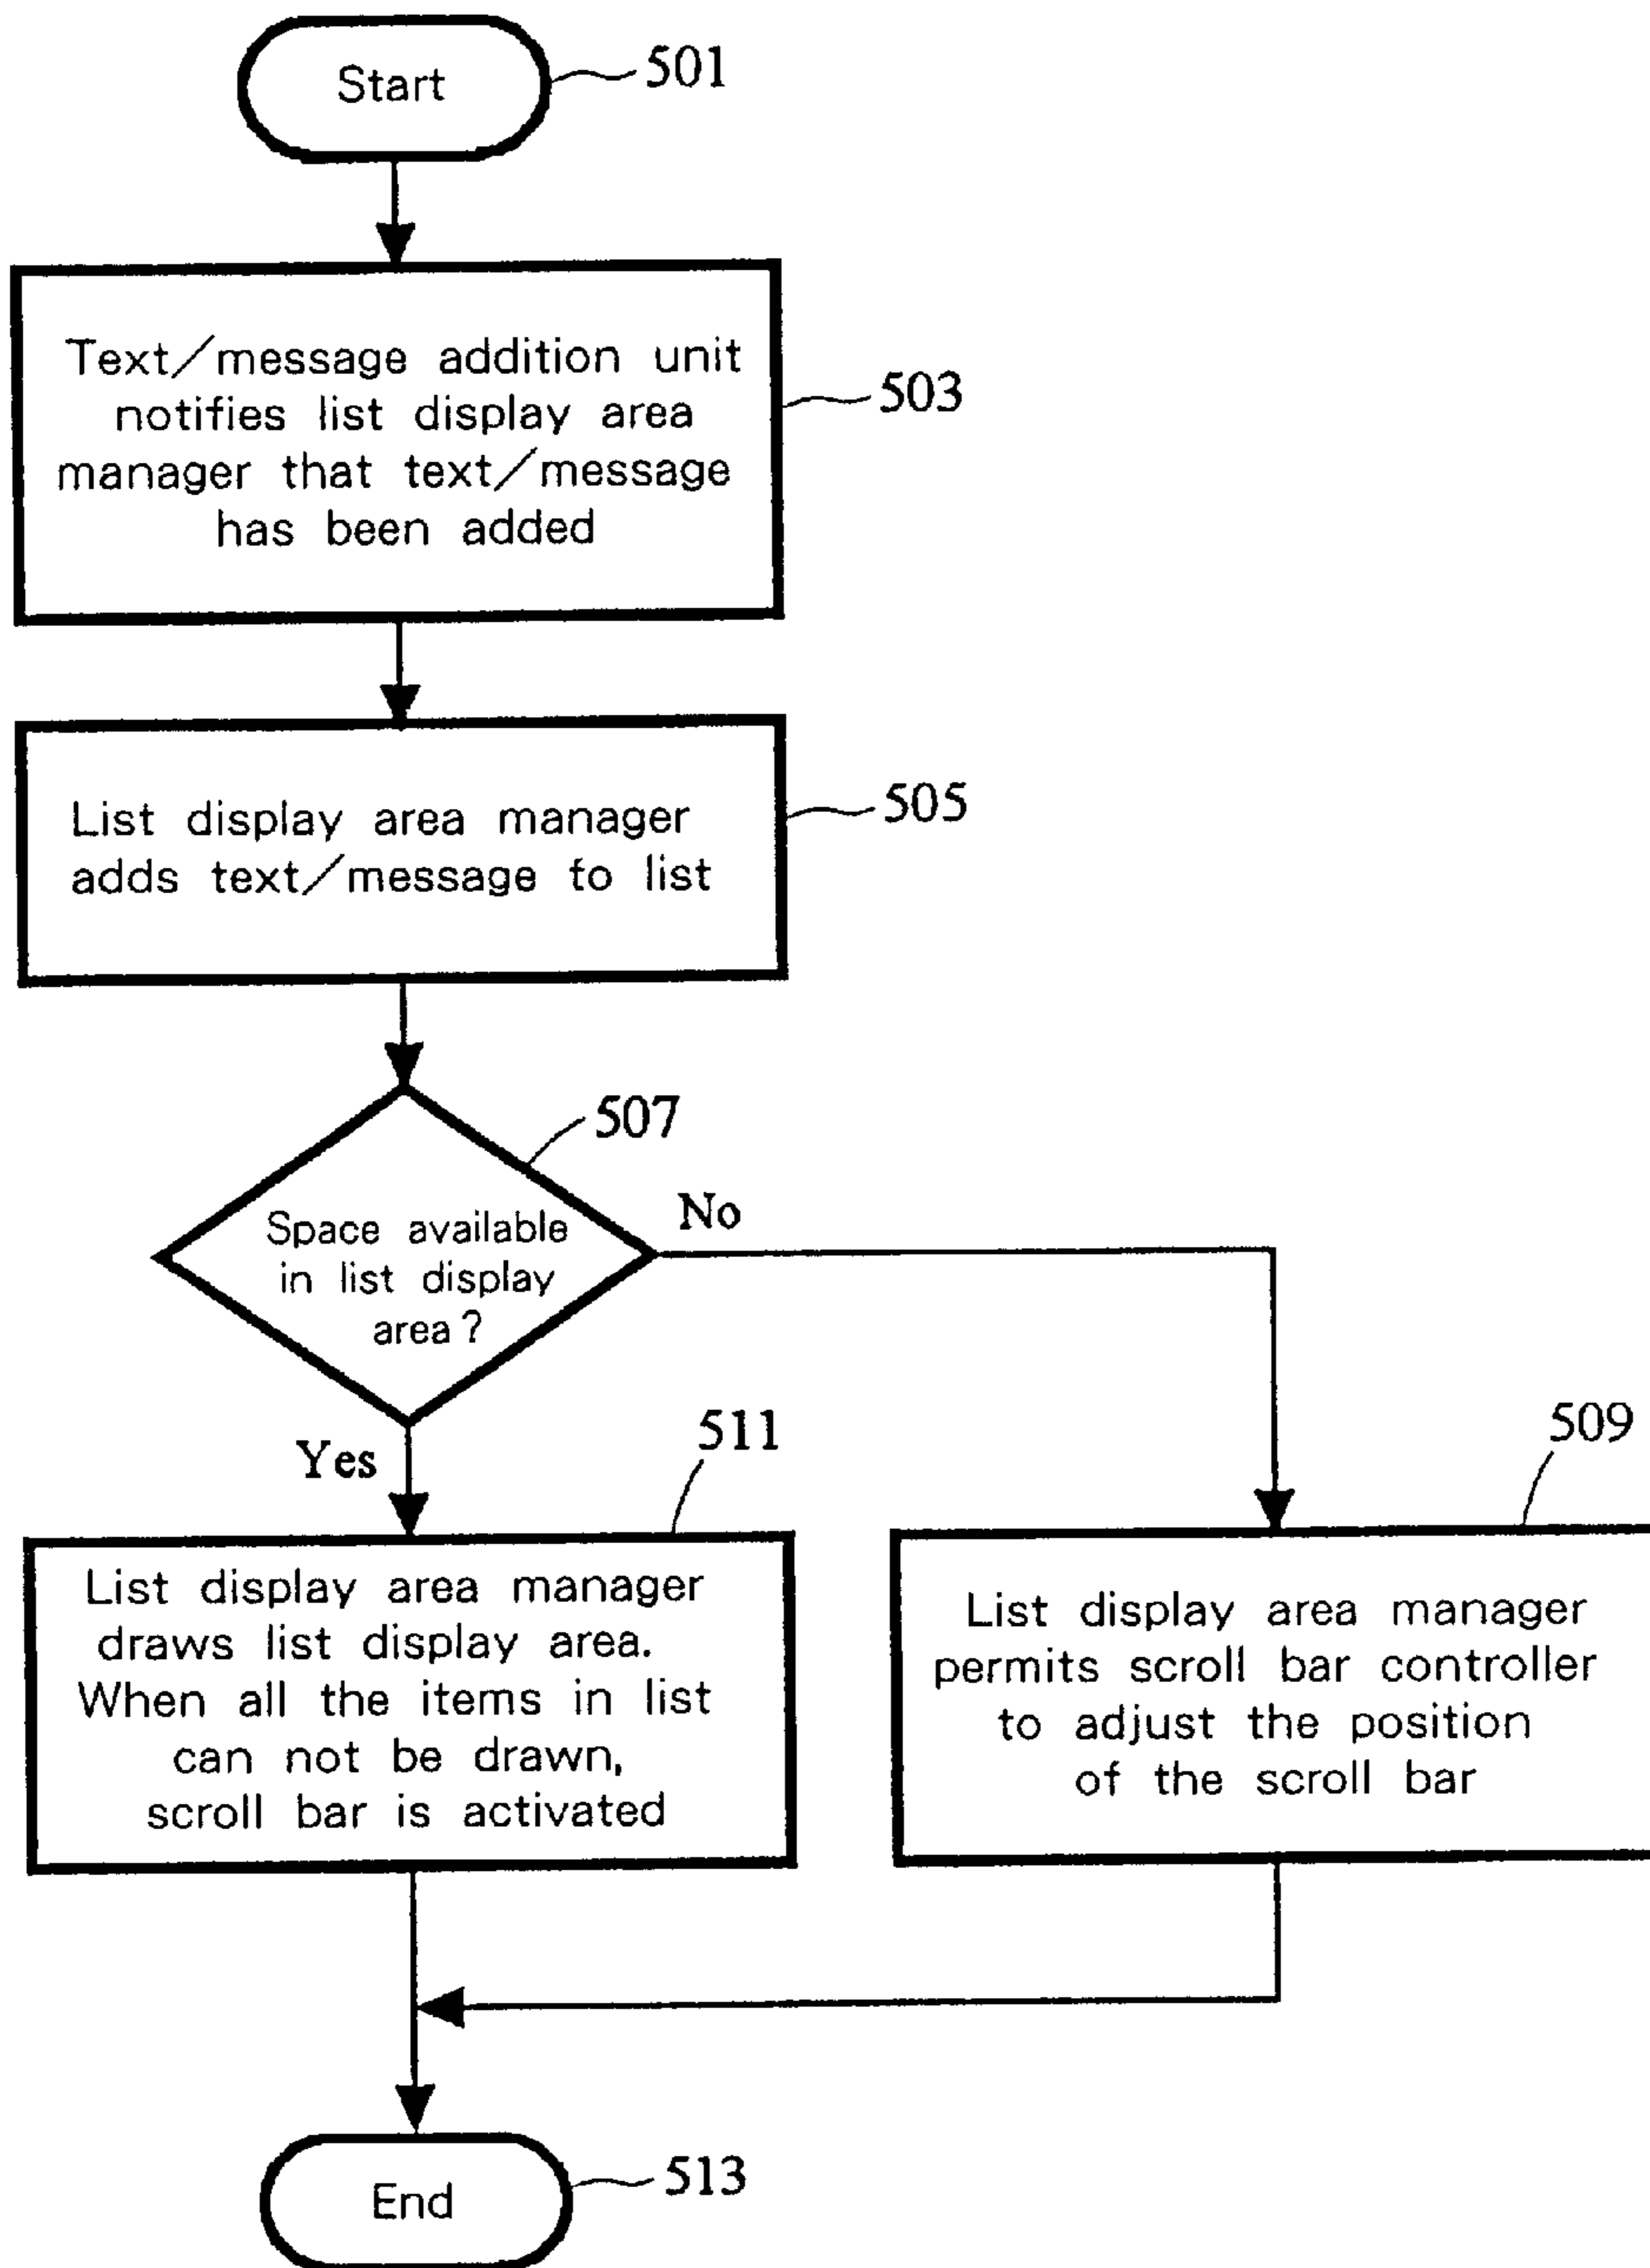 Start
501
Text/message addition unit
notifies list display area
manager that text/message
has been added
503
List display area manager
adds text/message to list
505
507
Space available
in list display
area?
No
Yes
511
List display area manager
draws list display area.
When all the items in list
can not be drawn,
scroll bar is activated
509
List display area manager
permits scroll bar controller
to adjust the position
of the scroll bar
End
513